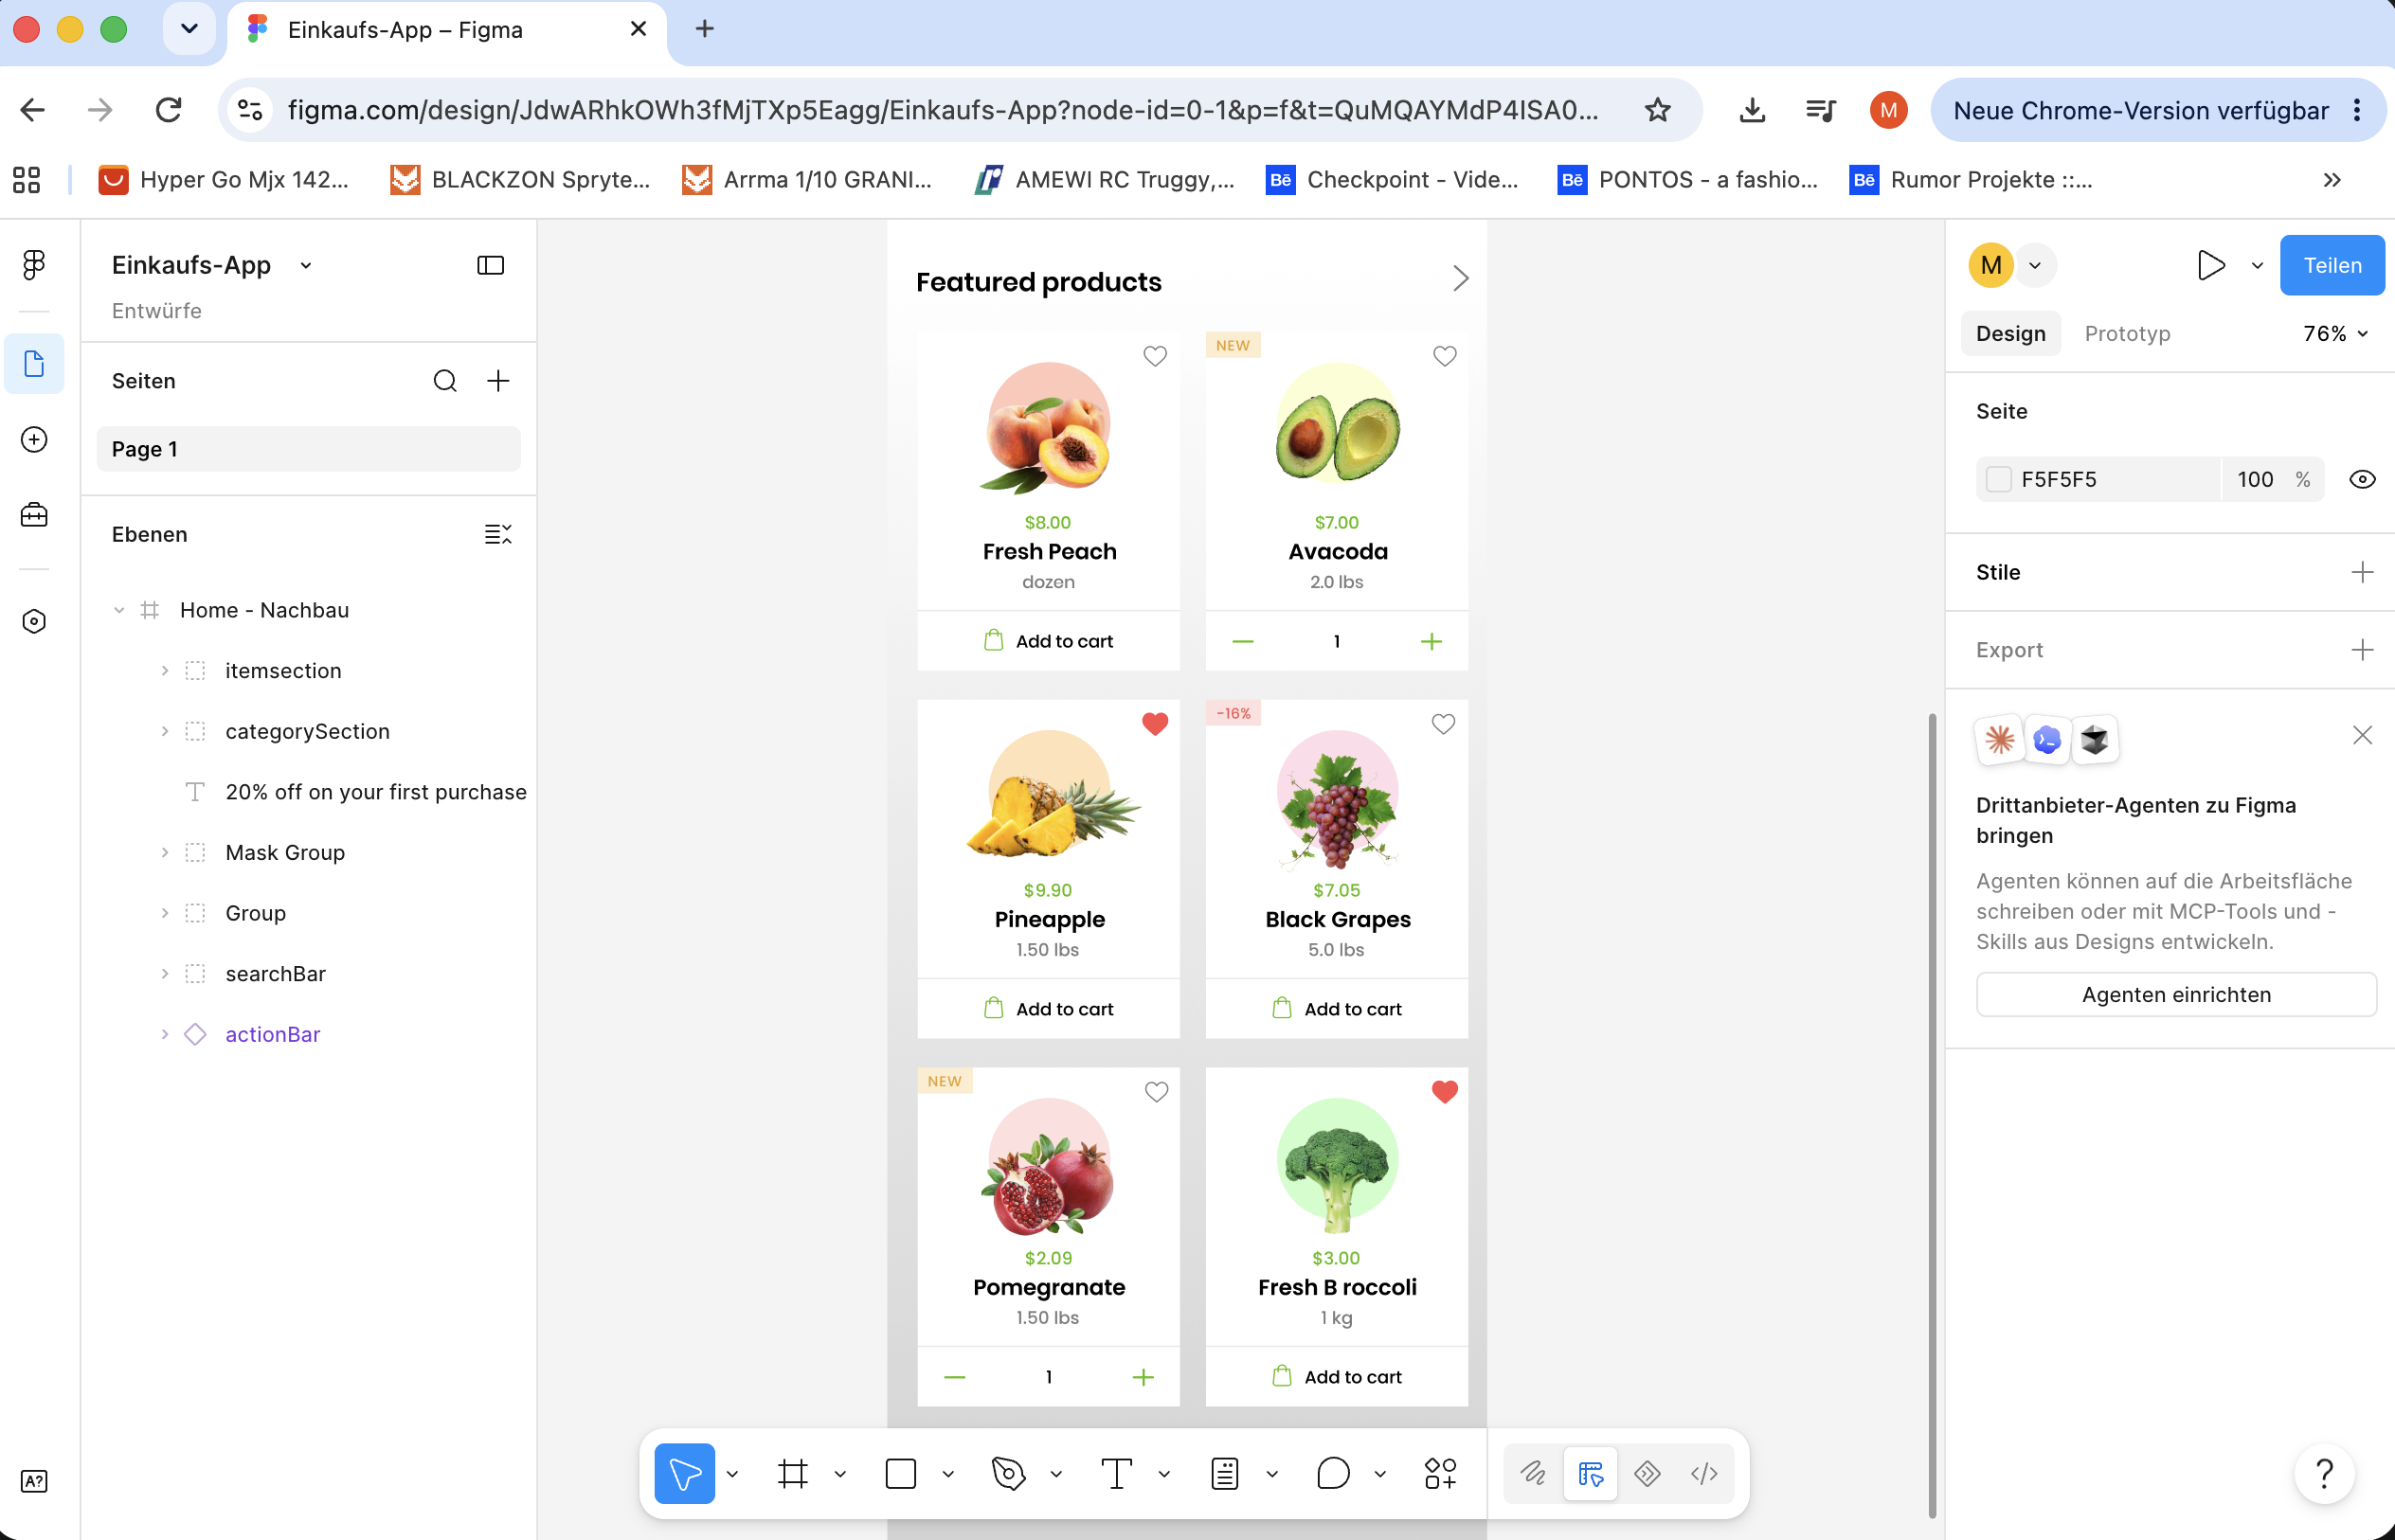 Einkaufs-App – Figma
figma.com/design/JdwARhkOWh3fMjTXp5Eagg/Einkaufs-App?node-id=0-1&p=f&t=QuMQAYMdP4ISA0...
M
Neue Chrome-Version verfügbar
Hyper Go Mjx 142...
BLACKZON Spryte...
Arrma 1/10 GRANI...
AMEWI RC Truggy,...
Bē Checkpoint - Vide...
Bē PONTOS - a fashio...
Bē Rumor Projekte ::...
Einkaufs-App
Entwürfe
Seiten
Page 1
Ebenen
Home - Nachbau
itemsection
categorySection
20% off on your first purchase
Mask Group
Group
searchBar
actionBar
A?
Featured products
$8.00
Fresh Peach
dozen
Add to cart
NEW
$7.00
Avacoda
2.0 lbs
1
$9.90
Pineapple
1.50 lbs
Add to cart
-16%
$7.05
Black Grapes
5.0 lbs
Add to cart
NEW
$2.09
Pomegranate
1.50 lbs
1
$3.00
Fresh B roccoli
1 kg
Add to cart
M
Teilen
Design
Prototyp
76%
Seite
F5F5F5
100 %
Stile
Export
Drittanbieter-Agenten zu Figma
bringen
Agenten können auf die Arbeitsfläche
schreiben oder mit MCP-Tools und -
Skills aus Designs entwickeln.
Agenten einrichten
?